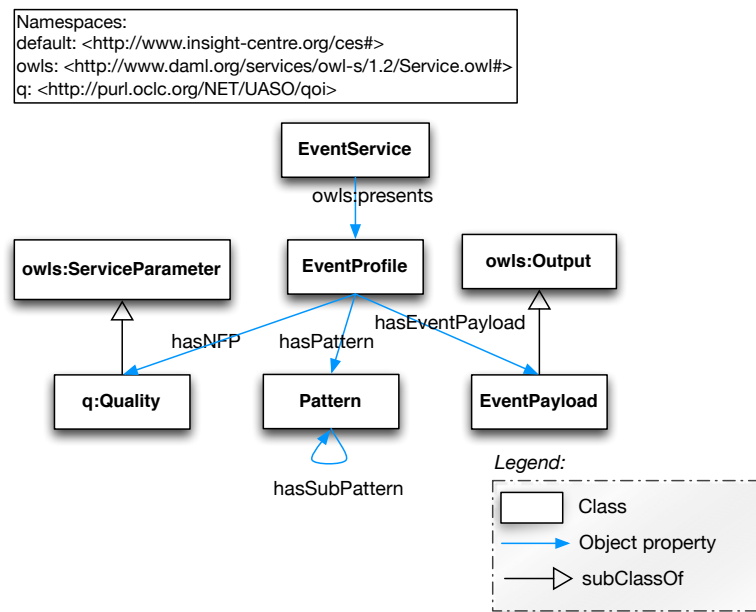 Namespaces:
default: <http://www.insight-centre.org/ces#>
owls: <http://www.daml.org/services/owl-s/1.2/Service.owl#>
q: <http://purl.oclc.org/NET/UASO/qoi>
EventService
owls:presents
owls:ServiceParameter
EventProfile
owls:Output
hasNFP
hasPattern
hasEventPayload
q:Quality
Pattern
EventPayload
hasSubPattern
Legend:
Class
Object property
subClassOf